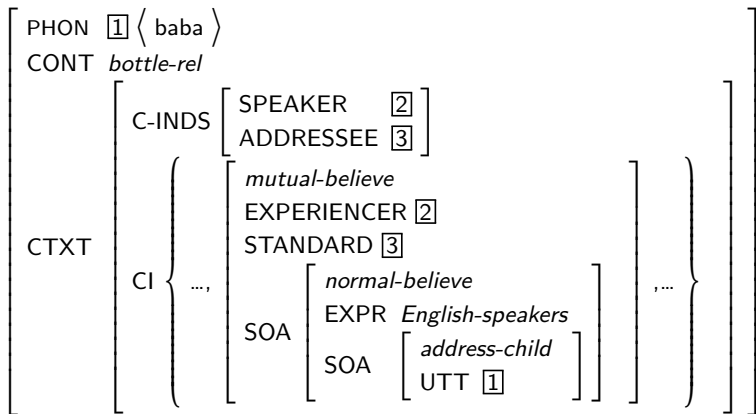 PHON 1 ⟨ baba ⟩
CONT bottle-rel
C-INDS SPEAKER 2
ADDRESSEE 3
mutual-believe
EXPERIENCER 2
STANDARD 3
CTXT
CI { ..., ,... }
normal-believe
EXPR English-speakers
SOA
address-child
SOA
UTT 1